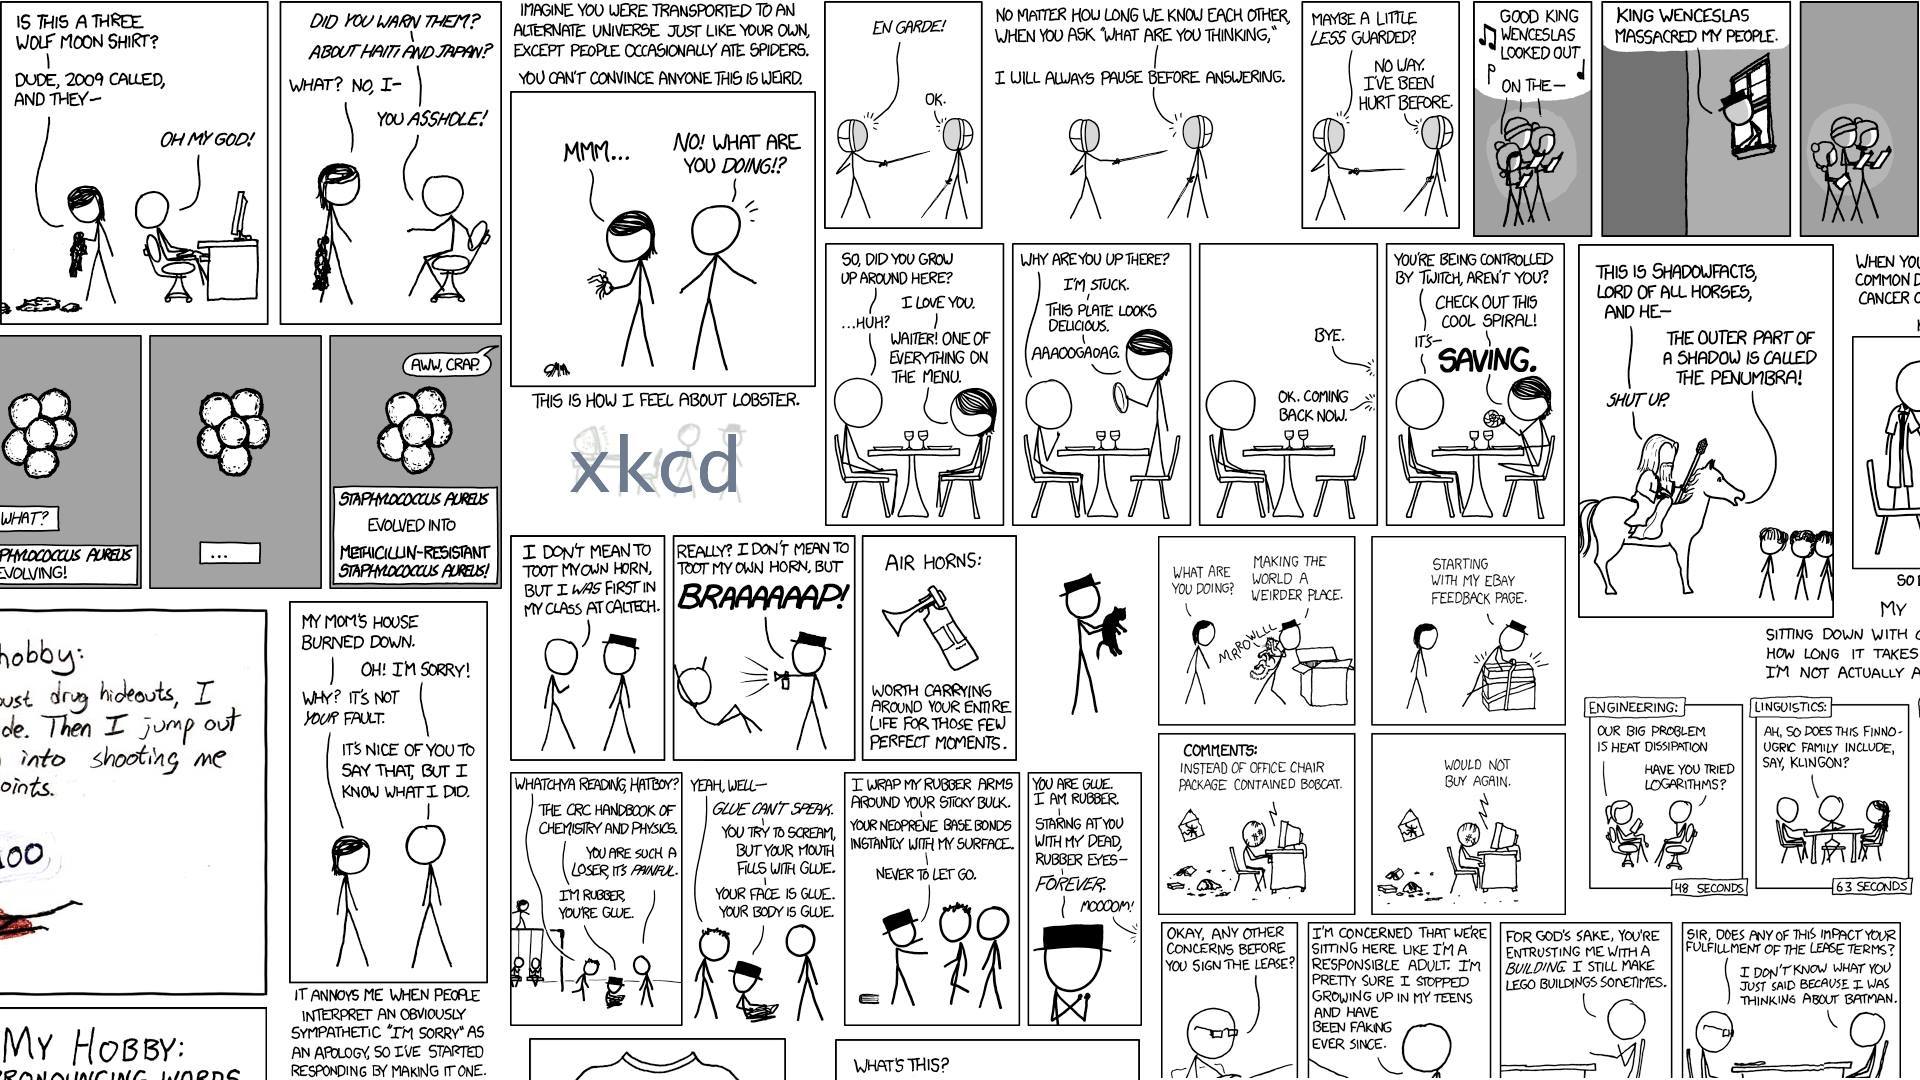 IS THIS A THREE
WOLF MOON SHIRT?
DUDE, 2009 CALLED,
AND THEY—
OH MY GOD!
DID YOU WARN THEM?
ABOUT HAITI AND JAPAN?
WHAT? NO, I–
YOU ASSHOLE!
IMAGINE YOU WERE TRANSPORTED TO AN
ALTERNATE UNIVERSE JUST LIKE YOUR OWN,
EXCEPT PEOPLE OCCASIONALLY ATE SPIDERS.
YOU CAN'T CONVINCE ANYONE THIS IS WEIRD.
MMM...
NO! WHAT ARE
YOU DOING!?
THIS IS HOW I FEEL ABOUT LOBSTER.
EN GARDE!
OK.
NO MATTER HOW LONG WE KNOW EACH OTHER,
WHEN YOU ASK "WHAT ARE YOU THINKING,"
I WILL ALWAYS PAUSE BEFORE ANSWERING.
MAYBE A LITTLE
LESS GUARDED?
NO WAY.
I'VE BEEN
HURT BEFORE.
GOOD KING
WENCESLAS
LOOKED OUT
ON THE—
KING WENCESLAS
MASSACRED MY PEOPLE.
AWW, CRAP.
WHAT?
PHYLOCOCCUS AUREUS
EVOLVING!
...
STAPHYLOCOCCUS AUREUS
EVOLVED INTO
METHICILLIN-RESISTANT
STAPHYLOCOCCUS AUREUS!
xkcd
SO, DID YOU GROW
UP AROUND HERE?
I LOVE YOU.
...HUH?
WAITER! ONE OF
EVERYTHING ON
THE MENU.
WHY ARE YOU UP THERE?
I'M STUCK.
THIS PLATE LOOKS
DELICIOUS.
AAAOOGAOAG.
BYE.
OK. COMING
BACK NOW.
YOU'RE BEING CONTROLLED
BY TWITCH, AREN'T YOU?
CHECK OUT THIS
COOL SPIRAL!
IT'S—
SAVING.
THIS IS SHADOWFACTS,
LORD OF ALL HORSES,
AND HE—
THE OUTER PART OF
A SHADOW IS CALLED
THE PENUMBRA!
SHUT UP.
WHEN YOU
COMMON D
CANCER O
SO
MY
SITTING DOWN WITH
HOW LONG IT TAKES
I'M NOT ACTUALLY A
hobby:
bust drug hideouts, I
de. Then I jump out
into shooting me
oints.
MY HOBBY:
PRONOUNCING WORDS
MY MOM'S HOUSE
BURNED DOWN.
OH! I'M SORRY!
WHY? IT'S NOT
YOUR FAULT.
IT'S NICE OF YOU TO
SAY THAT, BUT I
KNOW WHAT I DID.
IT ANNOYS ME WHEN PEOPLE
INTERPRET AN OBVIOUSLY
SYMPATHETIC "I'M SORRY" AS
AN APOLOGY, SO I'VE STARTED
RESPONDING BY MAKING IT ONE.
I DON'T MEAN TO
TOOT MY OWN HORN,
BUT I WAS FIRST IN
MY CLASS AT CALTECH.
REALLY? I DON'T MEAN TO
TOOT MY OWN HORN, BUT
BRAAAAAAP!
AIR HORNS:
WORTH CARRYING
AROUND YOUR ENTIRE
LIFE FOR THOSE FEW
PERFECT MOMENTS.
WHAT ARE
YOU DOING?
MAKING THE
WORLD A
WEIRDER PLACE.
MRROWLLL
STARTING
WITH MY EBAY
FEEDBACK PAGE.
COMMENTS:
INSTEAD OF OFFICE CHAIR
PACKAGE CONTAINED BOBCAT.
WOULD NOT
BUY AGAIN.
ENGINEERING:
OUR BIG PROBLEM
IS HEAT DISSIPATION
HAVE YOU TRIED
LOGARITHMS?
48 SECONDS
LINGUISTICS:
AH, SO DOES THIS FINNO-
UGRIC FAMILY INCLUDE,
SAY, KLINGON?
63 SECONDS
WHATCHYA READING, HATBOY?
THE CRC HANDBOOK OF
CHEMISTRY AND PHYSICS.
YOU ARE SUCH A
LOSER, IT'S PAINFUL.
I'M RUBBER,
YOU'RE GLUE.
YEAH, WELL—
GLUE CAN'T SPEAK.
YOU TRY TO SCREAM,
BUT YOUR MOUTH
FILLS WITH GLUE.
YOUR FACE IS GLUE.
YOUR BODY IS GLUE.
I WRAP MY RUBBER ARMS
AROUND YOUR STICKY BULK.
YOUR NEOPRENE BASE BONDS
INSTANTLY WITH MY SURFACE.
NEVER TO LET GO.
YOU ARE GLUE.
I AM RUBBER.
STARING AT YOU
WITH MY DEAD,
RUBBER EYES—
FOREVER.
MOOOOM!
OKAY, ANY OTHER
CONCERNS BEFORE
YOU SIGN THE LEASE?
I'M CONCERNED THAT WE'RE
SITTING HERE LIKE I'M A
RESPONSIBLE ADULT. I'M
PRETTY SURE I STOPPED
GROWING UP IN MY TEENS
AND HAVE
BEEN FAKING
EVER SINCE.
FOR GOD'S SAKE, YOU'RE
ENTRUSTING ME WITH A
BUILDING. I STILL MAKE
LEGO BUILDINGS SOMETIMES.
SIR, DOES ANY OF THIS IMPACT YOUR
FULFILLMENT OF THE LEASE TERMS?
I DON'T KNOW WHAT YOU
JUST SAID BECAUSE I WAS
THINKING ABOUT BATMAN.
WHAT'S THIS?